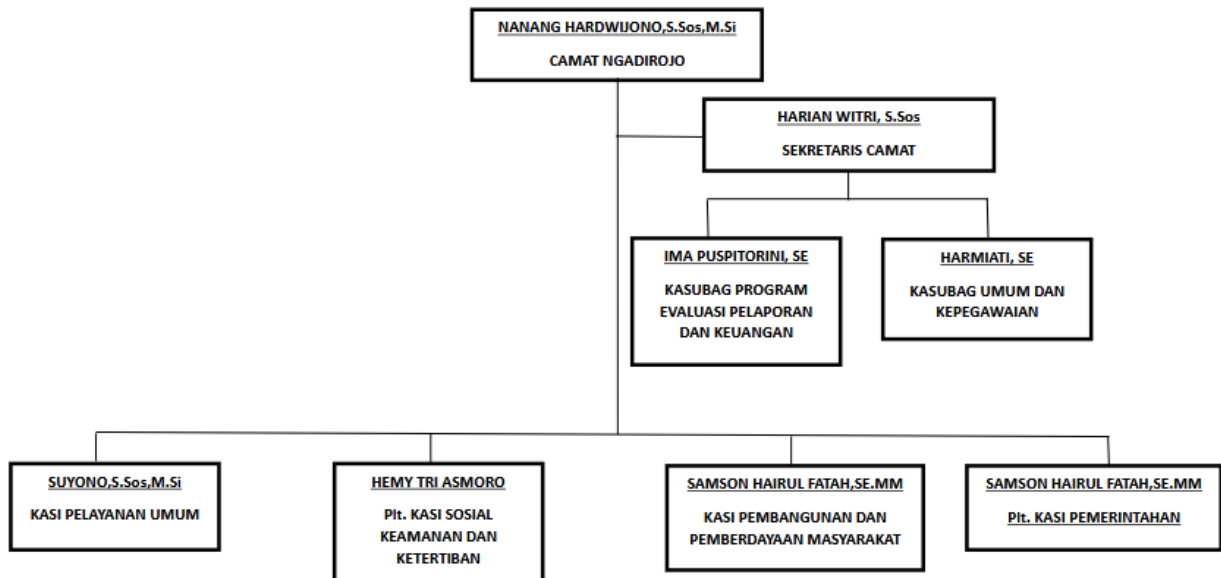 NANANG HARDWIJONO,S.Sos,M.Si
CAMAT NGADIROJO
HARIAN WITRI, S.Sos
SEKRETARIS CAMAT
IMA PUSPITORINI, SE
KASUBAG PROGRAM
EVALUASI PELAPORAN
DAN KEUANGAN
HARMIATI, SE
KASUBAG UMUM DAN
KEPEGAWAIAN
SUYONO,S.Sos,M.Si
KASI PELAYANAN UMUM
HEMY TRI ASMORO
Plt. KASI SOSIAL
KEAMANAN DAN
KETERTIBAN
SAMSON HAIRUL FATAH,SE.MM
KASI PEMBANGUNAN DAN
PEMBERDAYAAN MASYARAKAT
SAMSON HAIRUL FATAH,SE.MM
Plt. KASI PEMERINTAHAN